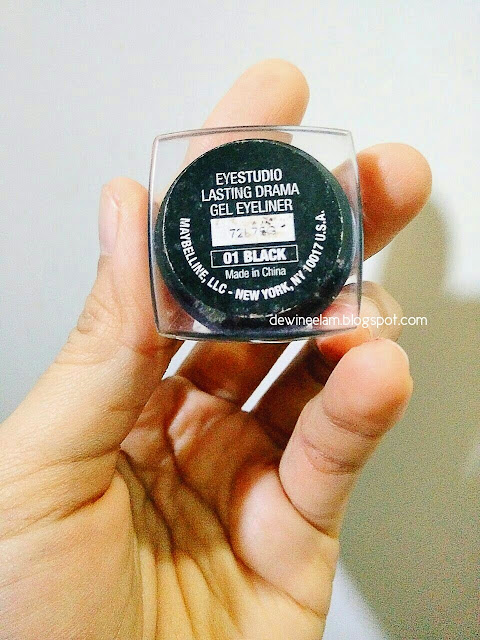 EYESTUDIO
LASTING DRAMA
GEL EYELINER
01 BLACK
Made in China
MAYBELLINE, LLC - NEW YORK, NY 10017 U.S.A.
dewineelam.blogspot.com